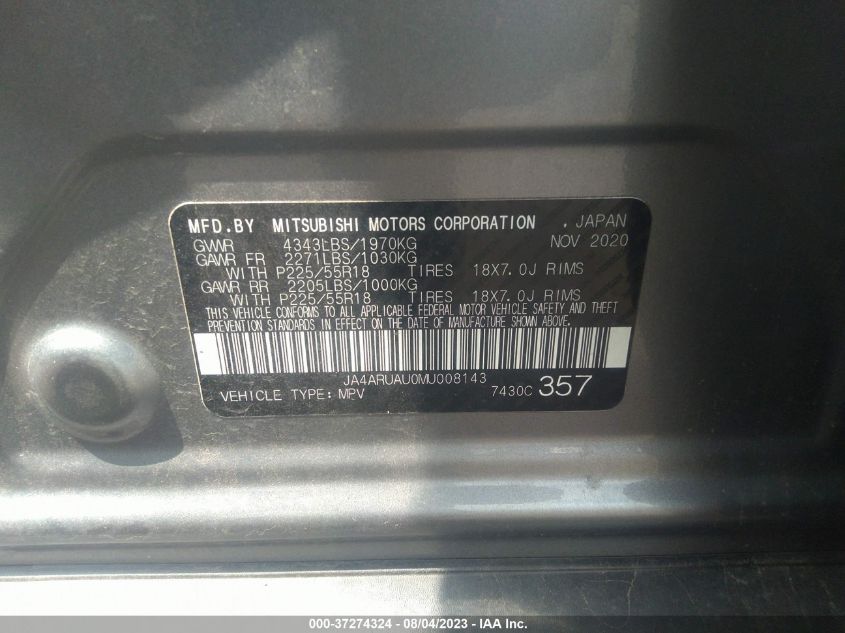 MFD.BY MITSUBISHI MOTORS CORPORATION . JAPAN
GVWR 4343LBS/1970KG NOV 2020
GAWR FR 2271LBS/1030KG
WITH P225/55R18 TIRES 18X7.0J RIMS
GAWR RR 2205LBS/1000KG
WITH P225/55R18 TIRES 18X7.0J RIMS
THIS VEHICLE CONFORMS TO ALL APPLICABLE FEDERAL MOTOR VEHICLE SAFETY AND THEFT
PREVENTION STANDARDS IN EFFECT ON THE DATE OF MANUFACTURE SHOWN ABOVE.
JA4ARUAU0MU008143
VEHICLE TYPE: MPV 7430C 357
000-37274324 - 08/04/2023 - IAAI.COM.